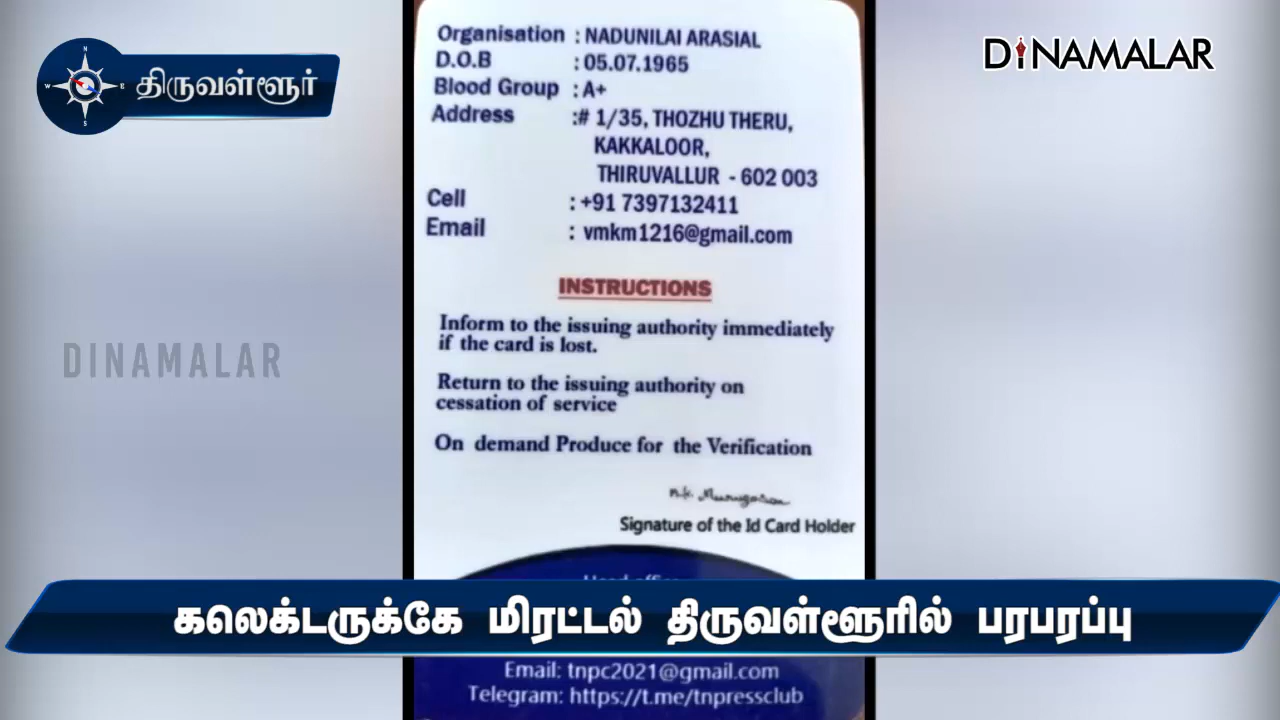 திருவள்ளூர்
N
W E
S
DINAMALAR
Organisation : NADUNILAI ARASIAL
D.O.B : 05.07.1965
Blood Group : A+
Address :# 1/35, THOZHU THERU,
KAKKALOOR,
THIRUVALLUR - 602 003
Cell : +91 7397132411
Email : vmkm1216@gmail.com
INSTRUCTIONS
Inform to the issuing authority immediately
if the card is lost.
Return to the issuing authority on
cessation of service
On demand Produce for the Verification
Signature of the Id Card Holder
DINAMALAR
கலெக்டருக்கே மிரட்டல் திருவள்ளூரில் பரபரப்பு
Email: tnpc2021@gmail.com
Telegram: https://t.me/tnpressclub